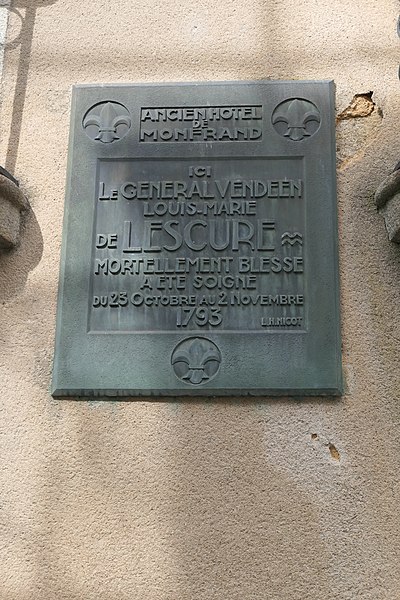 ANCIEN HOTEL
DE
MONFRAND
ICI
LE GENERAL VENDEEN
LOUIS-MARIE
DE LESCURE
MORTELLEMENT BLESSE
A ETE SOIGNE
DU 23 OCTOBRE AU 2 NOVEMBRE
1793
L.H.NICOT